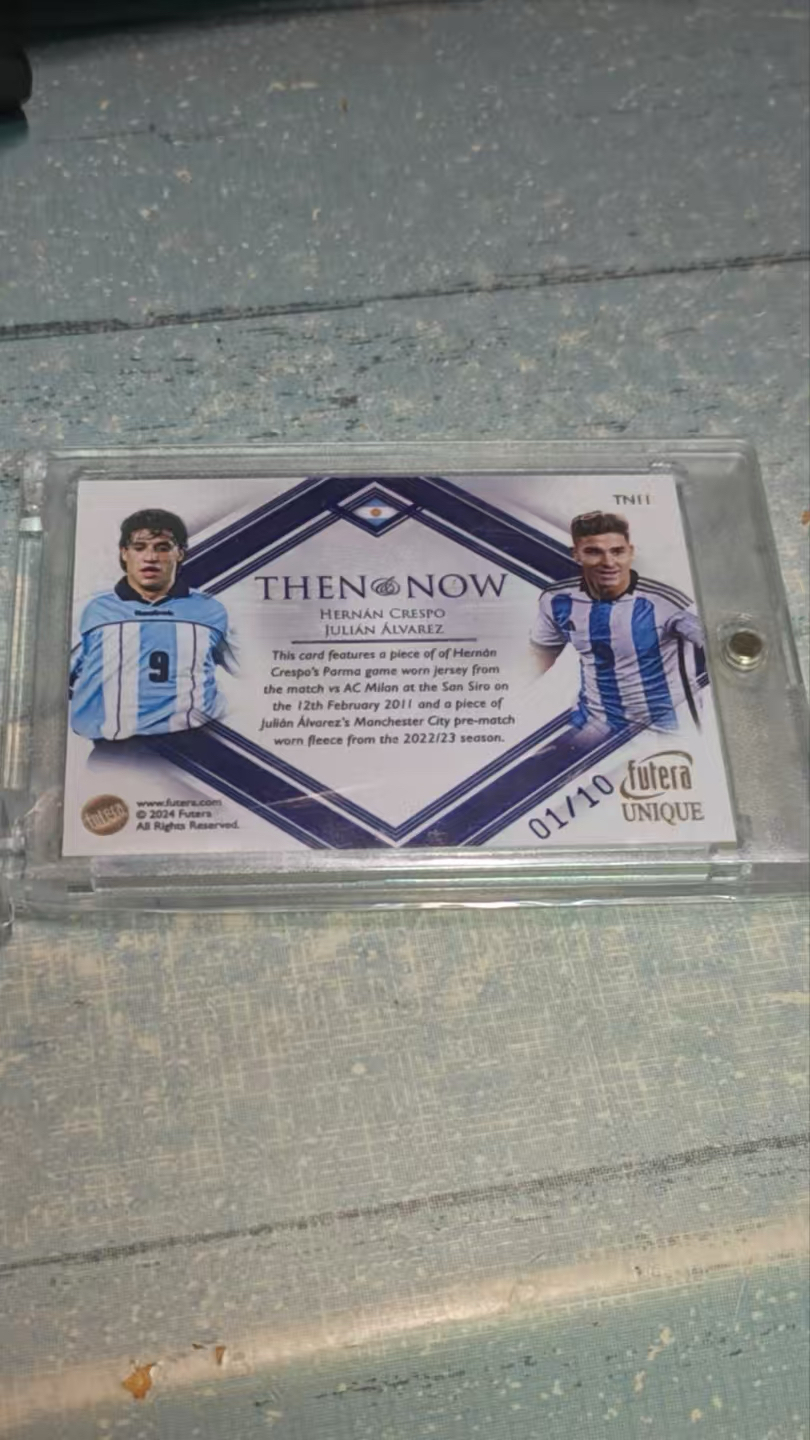 TN11
THEN & NOW
HERNÁN CRESPO
JULIÁN ÁLVAREZ
This card features a piece of of Hernán
Crespo's Parma game worn jersey from
the match vs AC Milan at the San Siro on
the 12th February 2011 and a piece of
Julián Álvarez's Manchester City pre-match
worn fleece from the 2022/23 season.
9
futera
www.futera.com
© 2024 Futera
All Rights Reserved.
01/10
futera
UNIQUE